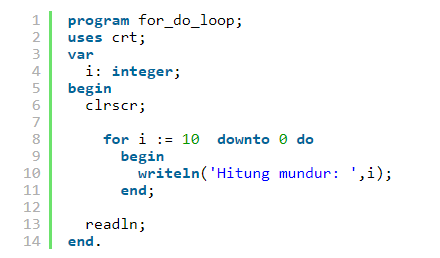 1 program for_do_loop;
2 uses crt;
3 var
4   i: integer;
5 begin
6   clrscr;
7
8     for i := 10  downto 0 do
9       begin
10         writeln('Hitung mundur: ',i);
11       end;
12
13   readln;
14 end.